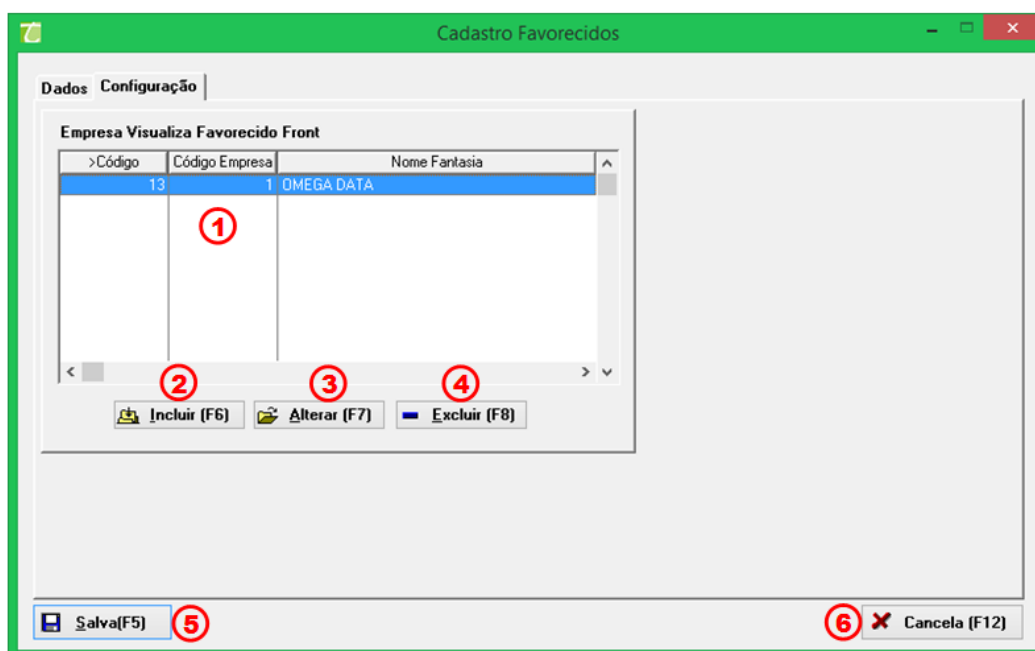 Cadastro Favorecidos
Dados Configuração
Empresa Visualiza Favorecido Front
>Código Código Empresa Nome Fantasia
13 1 OMEGA DATA
1
2 3 4
Incluir (F6) Alterar (F7) Excluir (F8)
Salva(F5) 5 6 Cancela (F12)